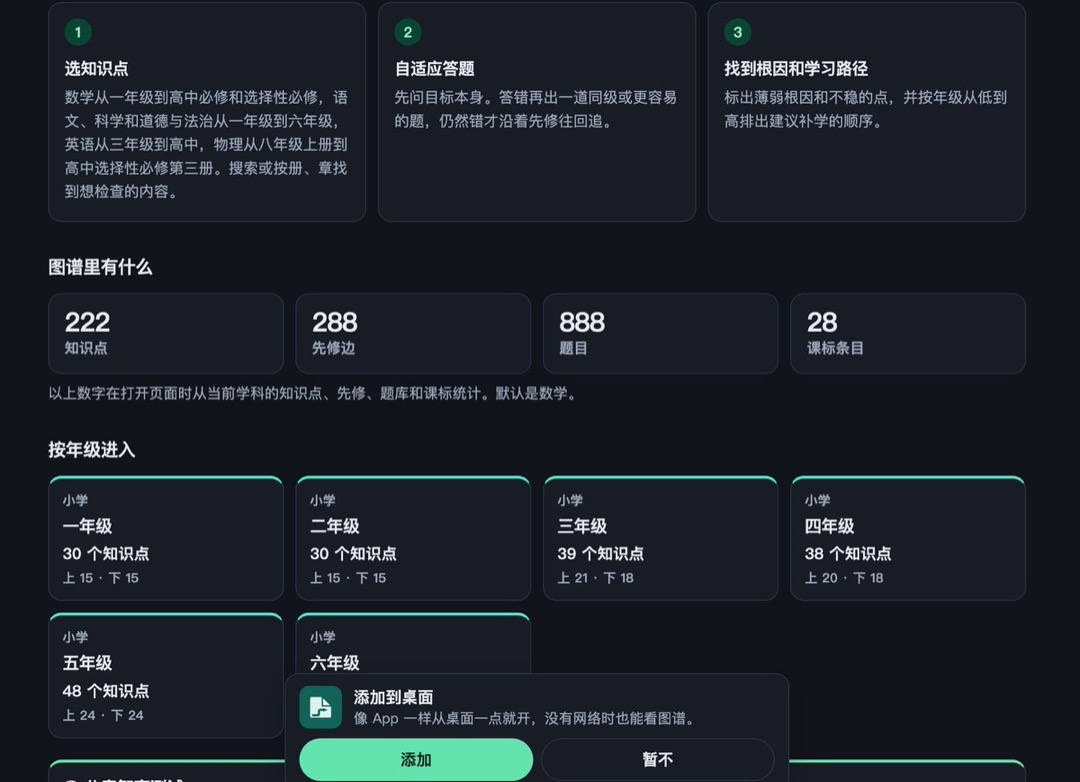 1
选知识点
数学从一年级到高中必修和选择性必修，语
文、科学和道德与法治从一年级到六年级，
英语从三年级到高中，物理从八年级上册到
高中选择性必修第三册。搜索或按册、章找
到想检查的内容。
2
自适应答题
先问目标本身。答错再出一道同级或更容易
的题，仍然错才沿着先修往回追。
3
找到根因和学习路径
标出薄弱根因和不稳的点，并按年级从低到
高排出建议补学的顺序。
图谱里有什么
222
知识点
288
先修边
888
题目
28
课标条目
以上数字在打开页面时从当前学科的知识点、先修、题库和课标统计。默认是数学。
按年级进入
小学
一年级
30 个知识点
上 15 · 下 15
小学
二年级
30 个知识点
上 15 · 下 15
小学
三年级
39 个知识点
上 21 · 下 18
小学
四年级
38 个知识点
上 20 · 下 18
小学
五年级
48 个知识点
上 24 · 下 24
小学
六年级
添加到桌面
像 App 一样从桌面一点就开，没有网络时也能看图谱。
添加
暂不